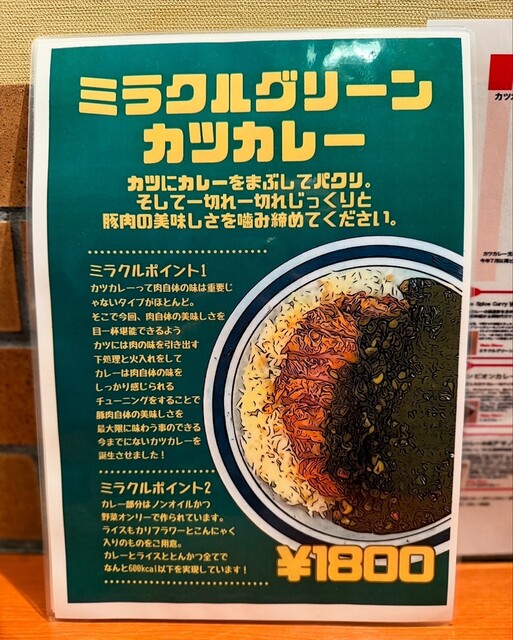 ミラクルグリーン
カツカレー
カツにカレーをまぶしてパクリ。
そして一切れ一切れじっくりと
豚肉の美味しさを噛み締めてください。
ミラクルポイント1
カツカレーって肉自体の味は重要じ
ゃないタイプがほとんど。
そこで今回、肉自体の美味しさを
目一杯堪能できるよう
カツには肉の味を引き出す
下処理と火入れをして
カレーは肉自体の味を
しっかり感じられる
チューニングをすることで
豚肉自体の美味しさを
最大限に味わう事のできる
今までにないカツカレーを
誕生させました！
ミラクルポイント2
カレー部分はノンオイルかつ
野菜オンリーで作られています。
ライスもカリフラワーとこんにゃく
入りのものをご用意。
カレーとライスととんかつ全てで
なんと600kcal以下を実現しています！
¥1800